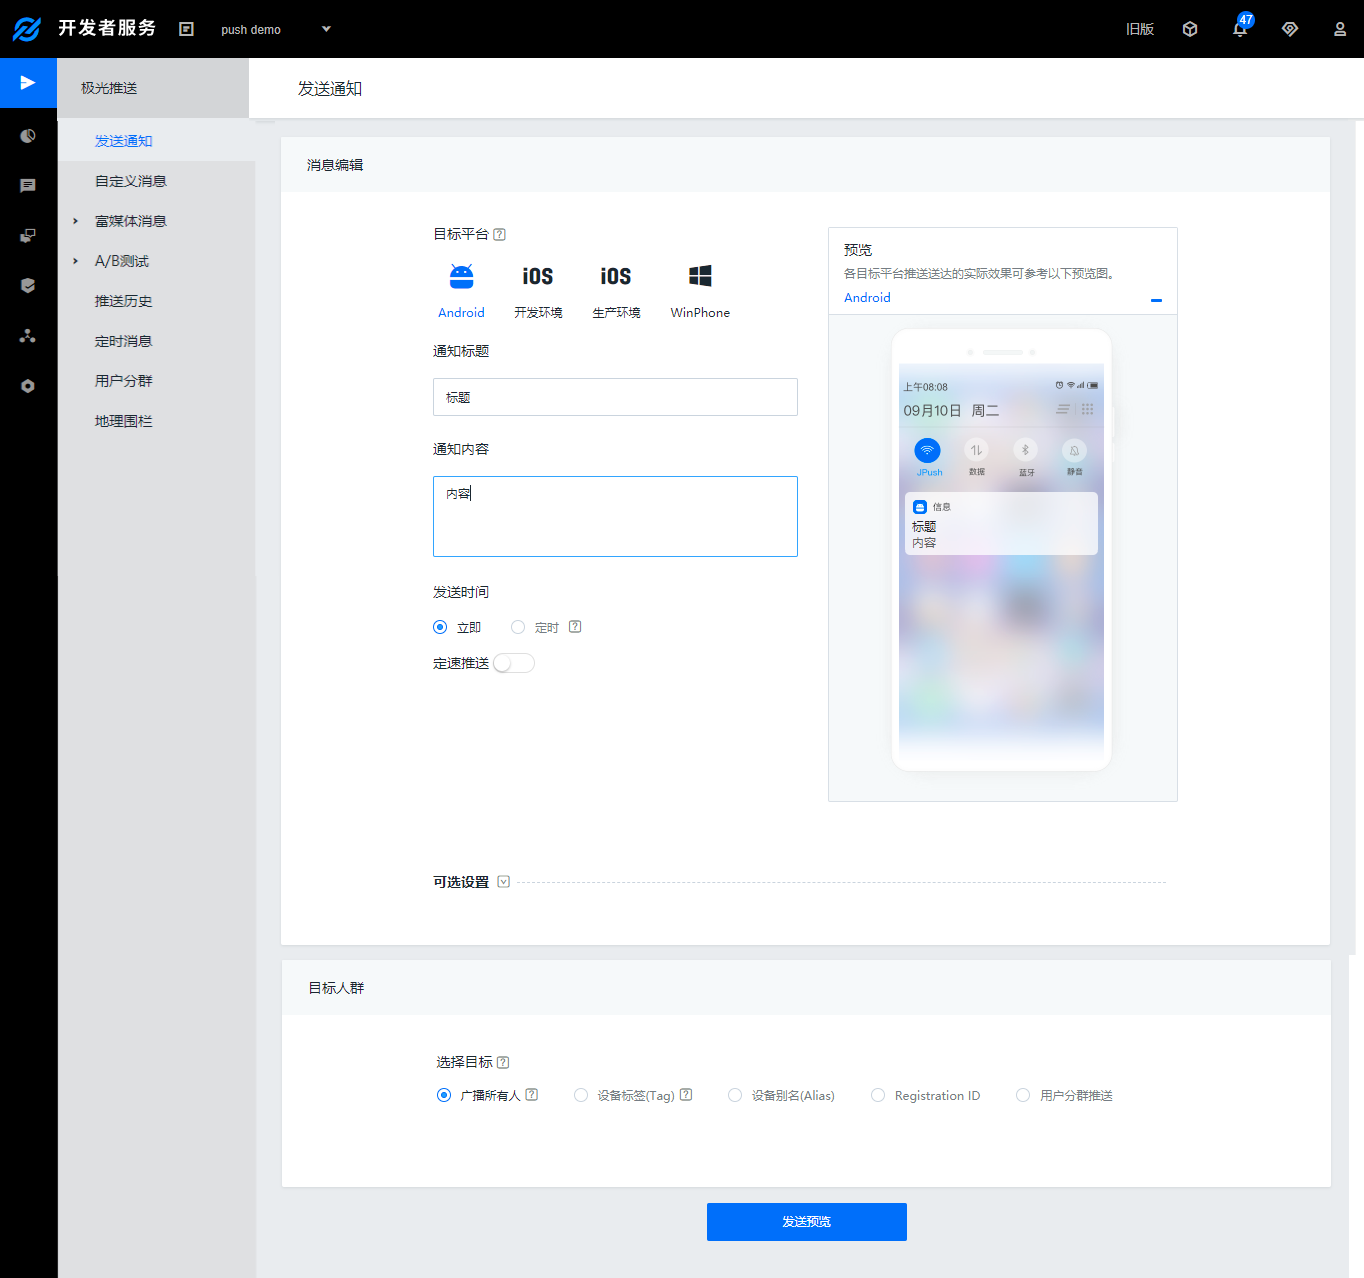 开发者服务
push demo
旧版
47
极光推送
发送通知
发送通知
自定义消息
富媒体消息
A/B测试
推送历史
定时消息
用户分群
地理围栏
消息编辑
目标平台 ?
iOS
iOS
Android
开发环境
生产环境
WinPhone
通知标题
标题
通知内容
内容
发送时间
立即
定时 ?
定速推送
预览
各目标平台推送送达的实际效果可参考以下预览图。
Android
上午08:08
09月10日 周二
JPush
数据
蓝牙
静音
信息
标题
内容
可选设置
目标人群
选择目标 ?
广播所有人 ?
设备标签(Tag) ?
设备别名(Alias)
Registration ID
用户分群推送
发送预览